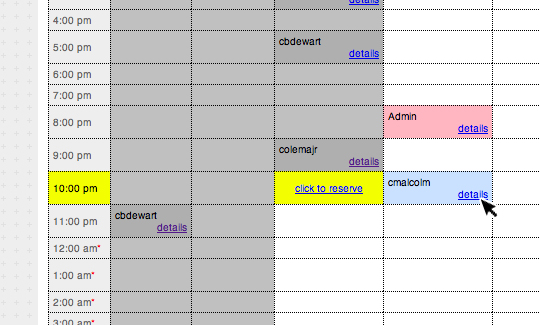 details
4:00 pm
cbdewart
5:00 pm
details
6:00 pm
7:00 pm
Admin
8:00 pm
details
colemajr
9:00 pm
details
10:00 pm
click to reserve
cmalcolm
details
cbdewart
11:00 pm
details
12:00 am*
1:00 am*
2:00 am*
3:00 am*